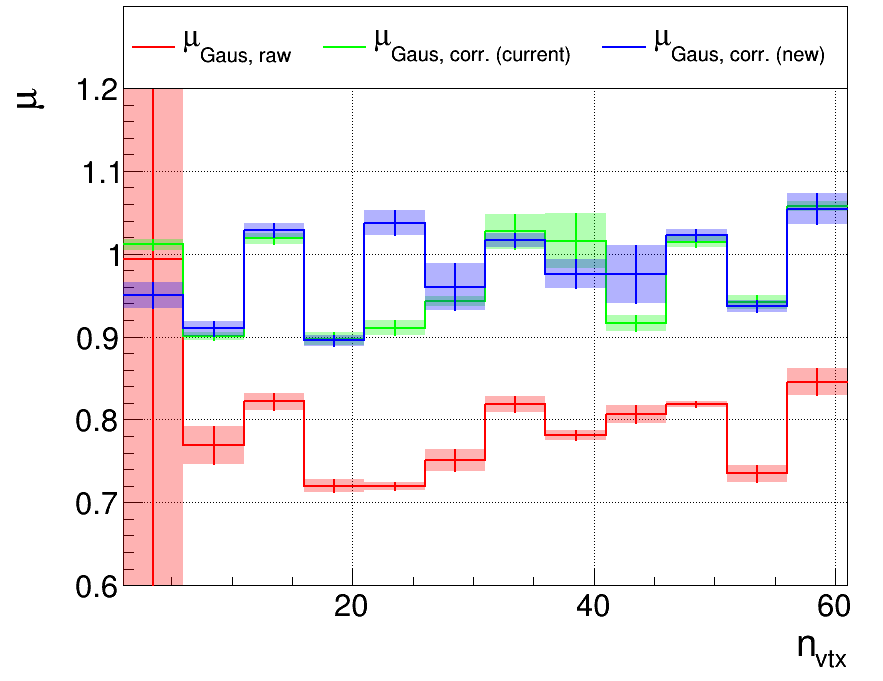 μGaus, raw μGaus, corr. (current) μGaus, corr. (new)
μ
1.2
1.1
1
0.9
0.8
0.7
0.6
20 40 60
nvtx